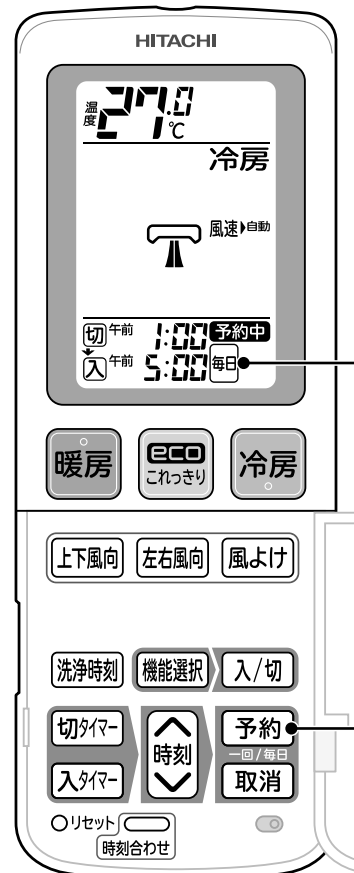 HITACHI
温度 27.0℃
冷房
風速▶自動
切 午前 1:00 予約中
入 午前 5:00 毎日
暖房 eco これっきり 冷房
上下風向 左右風向 風よけ
洗浄時刻 機能選択 入/切
切タイマー 時刻 予約
一回/毎日
入タイマー 取消
リセット
時刻合わせ